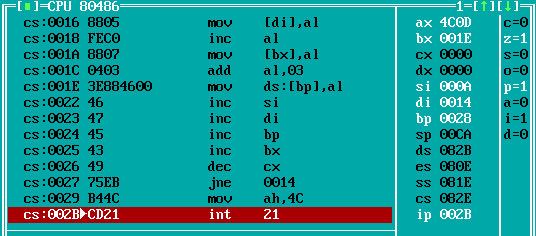 [■]=CPU 80486 1=[↑][↓]
cs:0016 8805 mov [di],al ax 4C0D c=0
cs:0018 FEC0 inc al bx 001E z=1
cs:001A 8807 mov [bx],al cx 0000 s=0
cs:001C 0403 add al,03 dx 0000 o=0
cs:001E 3E884600 mov ds:[bp],al si 000A p=1
cs:0022 46 inc si di 0014 a=0
cs:0023 47 inc di bp 0028 i=1
cs:0024 45 inc bp sp 00CA d=0
cs:0025 43 inc bx ds 082B
cs:0026 49 dec cx es 080E
cs:0027 75EB jne 0014 ss 081E
cs:0029 B44C mov ah,4C cs 082E
cs:002B►CD21 int 21 ip 002B